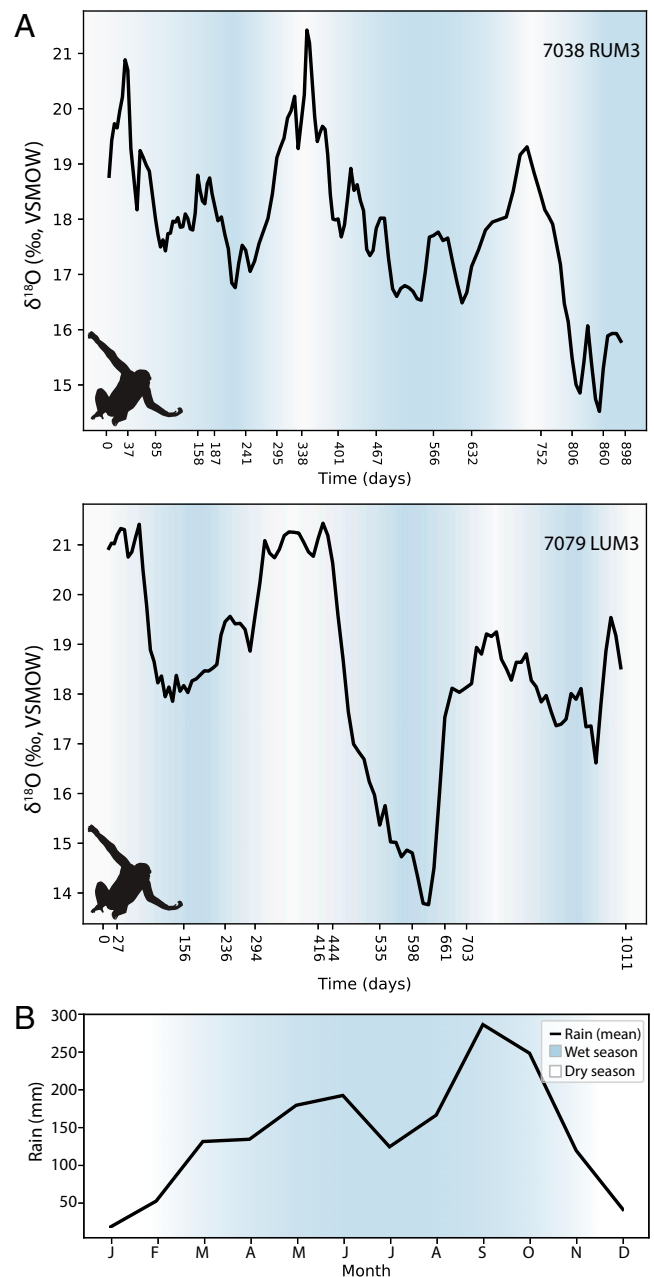 A
7038 RUM3
δ¹⁸O (‰, VSMOW)
21
20
19
18
17
16
15
0 37 85 158 187 241 295 338 401 467 566 632 752 806 860 898
Time (days)
7079 LUM3
δ¹⁸O (‰, VSMOW)
21
20
19
18
17
16
15
14
0 27 156 236 294 416 444 535 598 661 703 1011
Time (days)
B
Rain (mm)
300
250
200
150
100
50
Rain (mean)
Wet season
Dry season
J F M A M J J A S O N D
Month